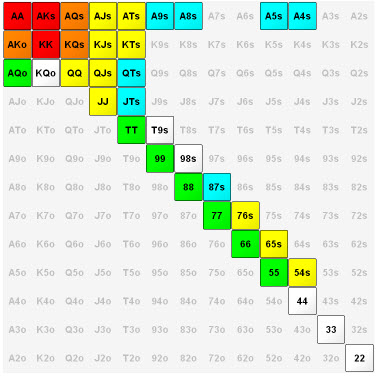 AA AKs AQs AJs ATs A9s A8s A7s A6s A5s A4s A3s A2s
AKo KK KQs KJs KTs K9s K8s K7s K6s K5s K4s K3s K2s
AQo KQo QQ QJs QTs Q9s Q8s Q7s Q6s Q5s Q4s Q3s Q2s
AJo KJo QJo JJ JTs J9s J8s J7s J6s J5s J4s J3s J2s
ATo KTo QTo JTo TT T9s T8s T7s T6s T5s T4s T3s T2s
A9o K9o Q9o J9o T9o 99 98s 97s 96s 95s 94s 93s 92s
A8o K8o Q8o J8o T8o 98o 88 87s 86s 85s 84s 83s 82s
A7o K7o Q7o J7o T7o 97o 87o 77 76s 75s 74s 73s 72s
A6o K6o Q6o J6o T6o 96o 86o 76o 66 65s 64s 63s 62s
A5o K5o Q5o J5o T5o 95o 85o 75o 65o 55 54s 53s 52s
A4o K4o Q4o J4o T4o 94o 84o 74o 64o 54o 44 43s 42s
A3o K3o Q3o J3o T3o 93o 83o 73o 63o 53o 43o 33 32s
A2o K2o Q2o J2o T2o 92o 82o 72o 62o 52o 42o 32o 22